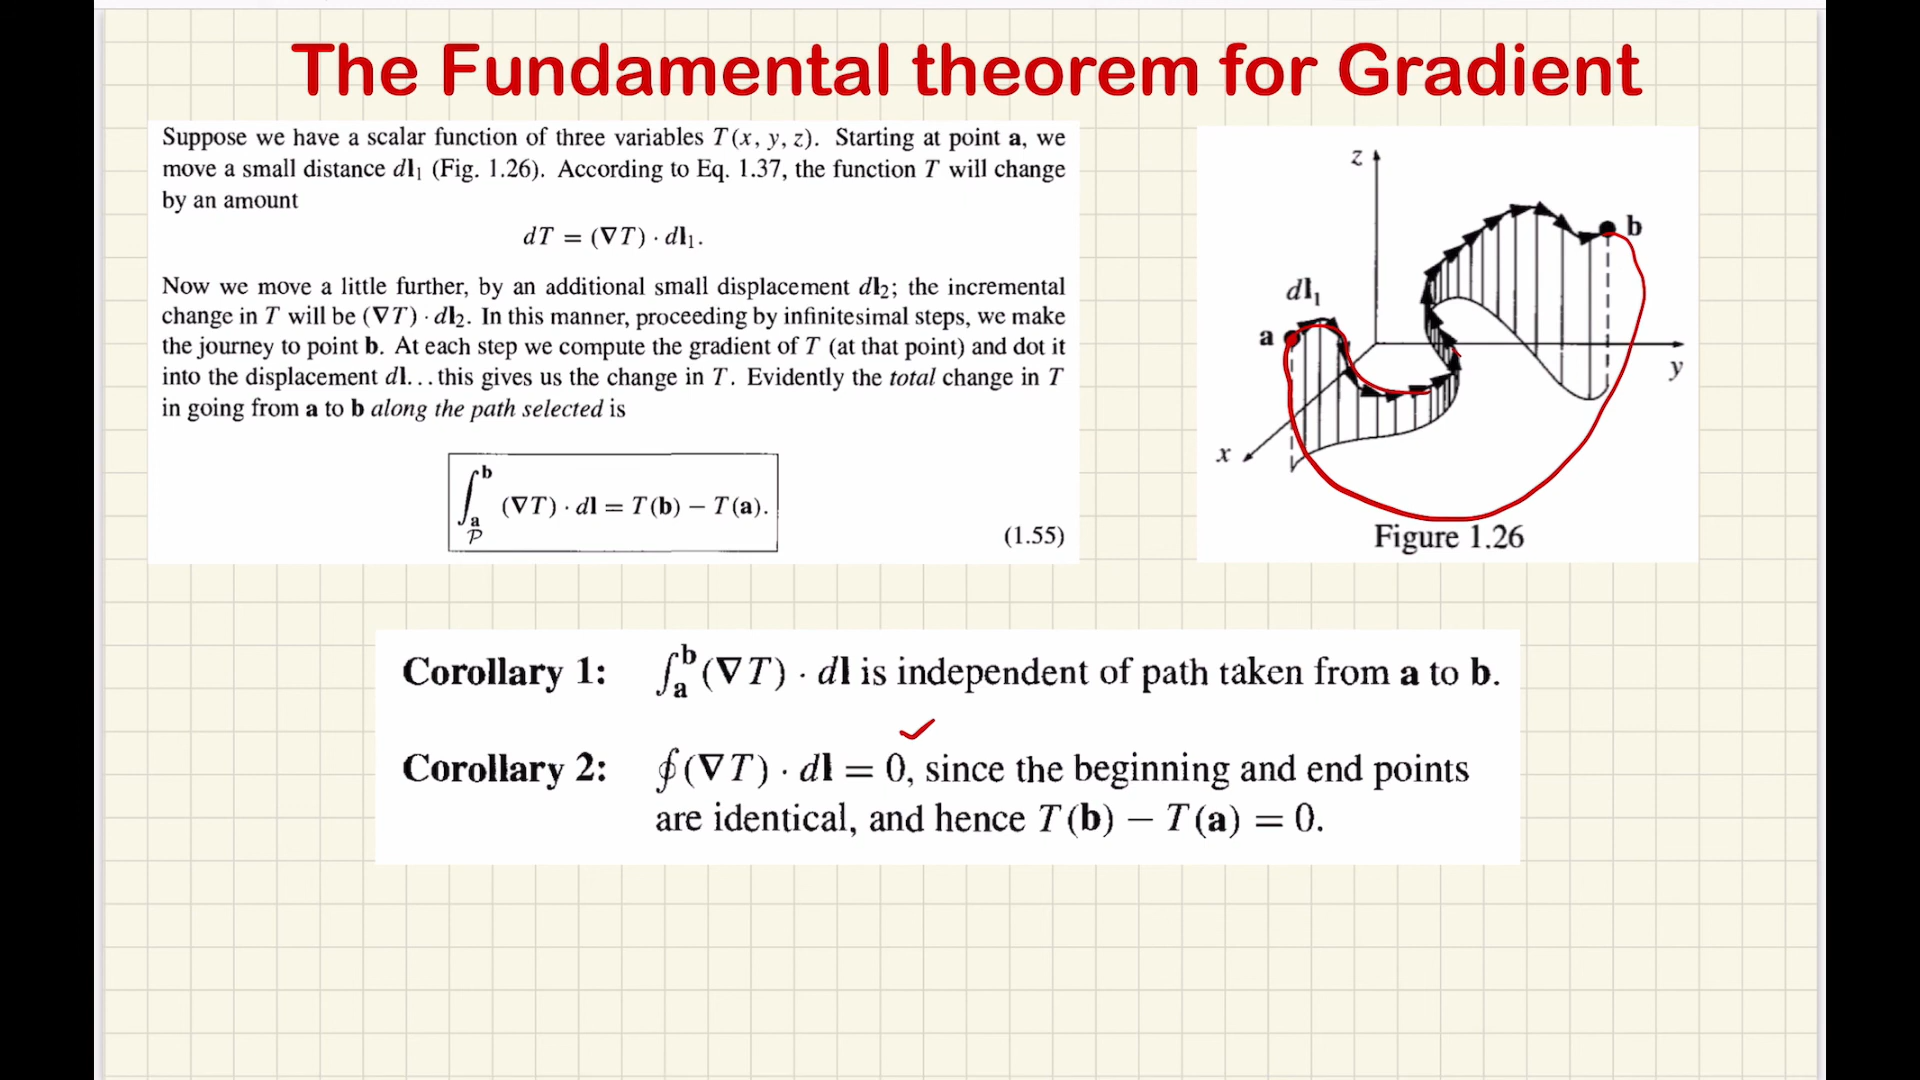 The Fundamental theorem for Gradient
Suppose we have a scalar function of three variables T(x, y, z). Starting at point a, we
move a small distance dl₁ (Fig. 1.26). According to Eq. 1.37, the function T will change
by an amount
dT = (∇T) · dl₁.
Now we move a little further, by an additional small displacement dl₂; the incremental
change in T will be (∇T) · dl₂. In this manner, proceeding by infinitesimal steps, we make
the journey to point b. At each step we compute the gradient of T (at that point) and dot it
into the displacement dl...this gives us the change in T. Evidently the total change in T
in going from a to b along the path selected is
∫ₐᵇ (∇T) · dl = T(b) − T(a).
P
(1.55)
z
b
dl₁
a
y
x
Figure 1.26
Corollary 1: ∫ₐᵇ(∇T) · dl is independent of path taken from a to b.
Corollary 2: ∮(∇T) · dl = 0, since the beginning and end points
are identical, and hence T(b) − T(a) = 0.